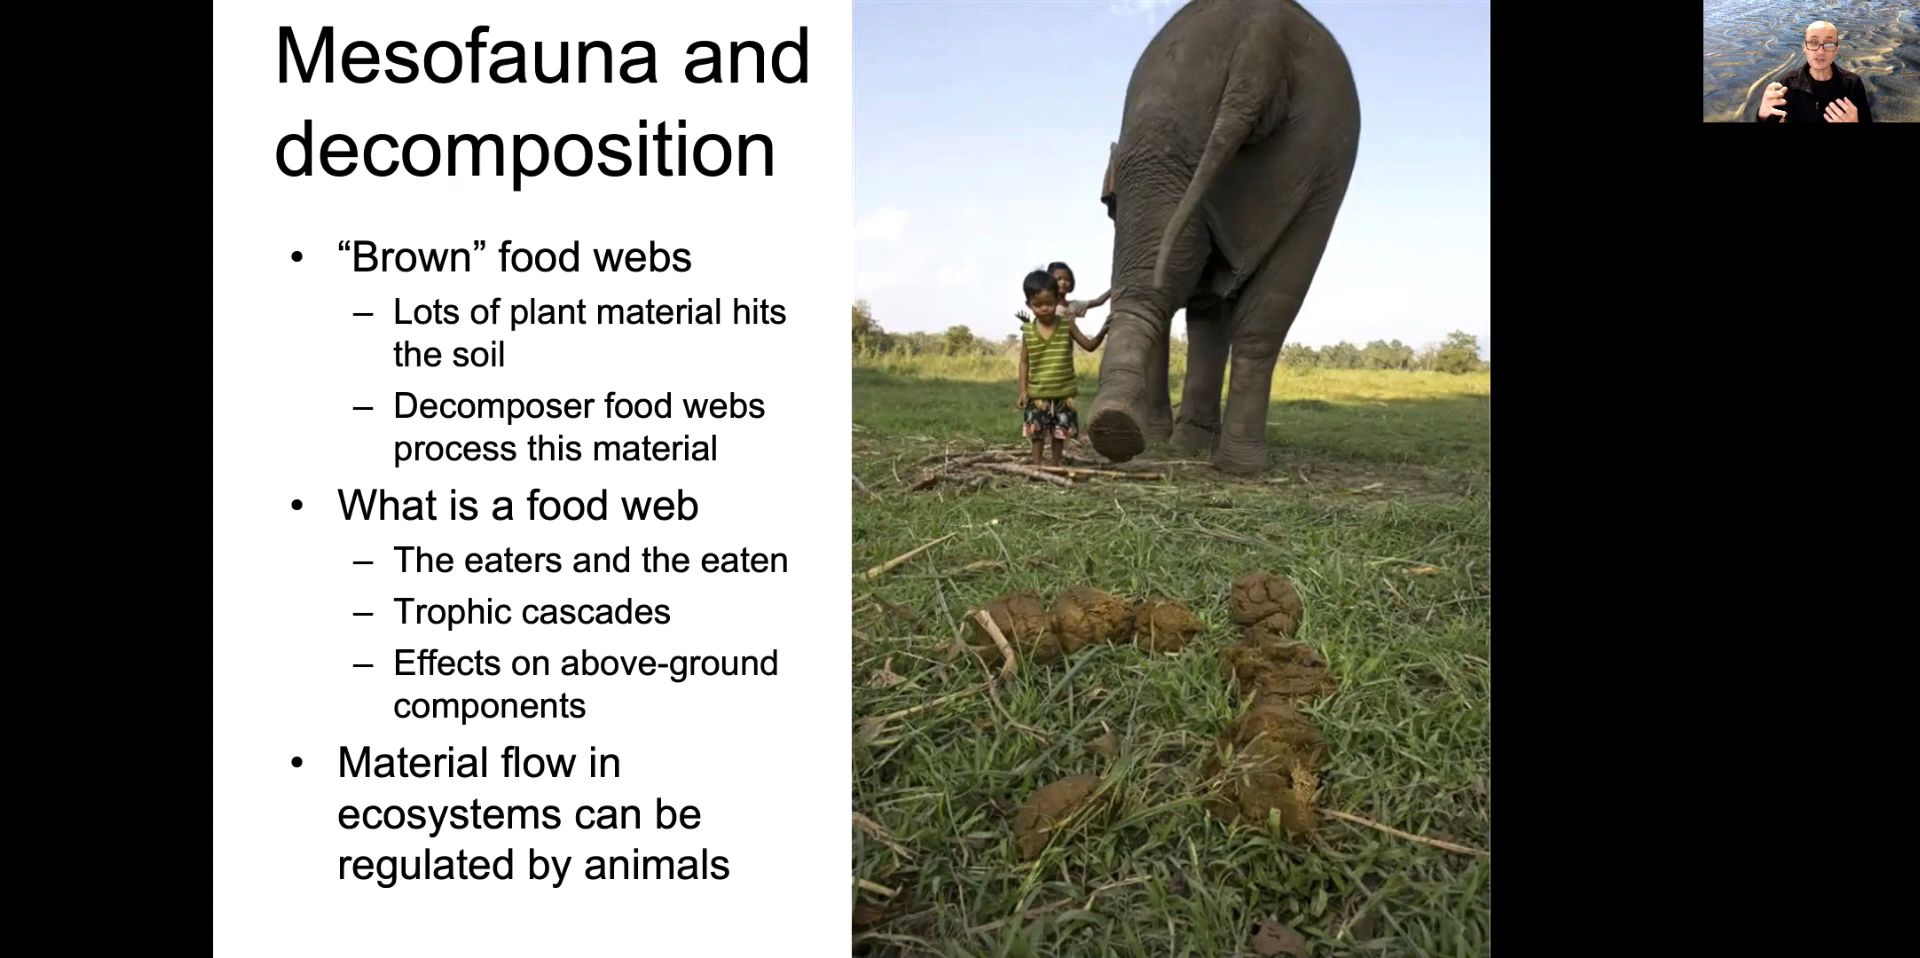 Mesofauna and
decomposition
• “Brown” food webs
– Lots of plant material hits
the soil
– Decomposer food webs
process this material
• What is a food web
– The eaters and the eaten
– Trophic cascades
– Effects on above-ground
components
• Material flow in
ecosystems can be
regulated by animals